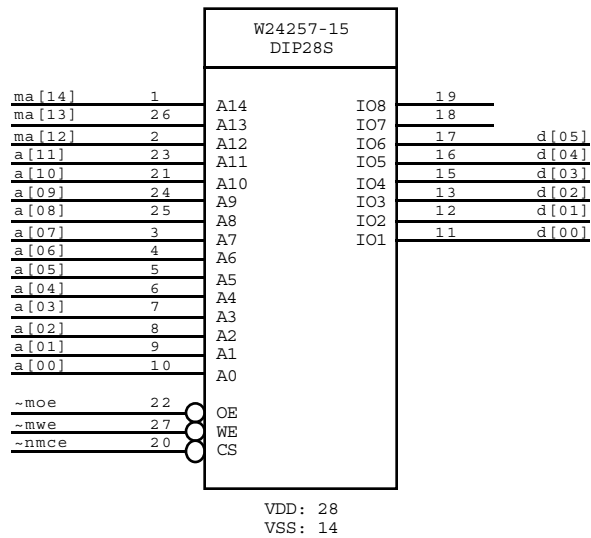 W24257-15
DIP28S
ma[14] 1 A14 IO8 19
ma[13] 26 A13 IO7 18
ma[12] 2 A12 IO6 17 d[05]
a[11] 23 A11 IO5 16 d[04]
a[10] 21 A10 IO4 15 d[03]
a[09] 24 A9 IO3 13 d[02]
a[08] 25 A8 IO2 12 d[01]
a[07] 3 A7 IO1 11 d[00]
a[06] 4 A6
a[05] 5 A5
a[04] 6 A4
a[03] 7 A3
a[02] 8 A2
a[01] 9 A1
a[00] 10 A0
~moe 22 OE
~mwe 27 WE
~nmce 20 CS
VDD: 28
VSS: 14